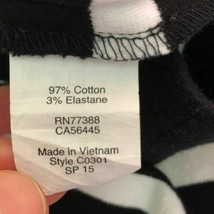 97% Cotton
3% Elastane
RN77388
CA56445
Made in Vietnam
Style C0301
SP 15